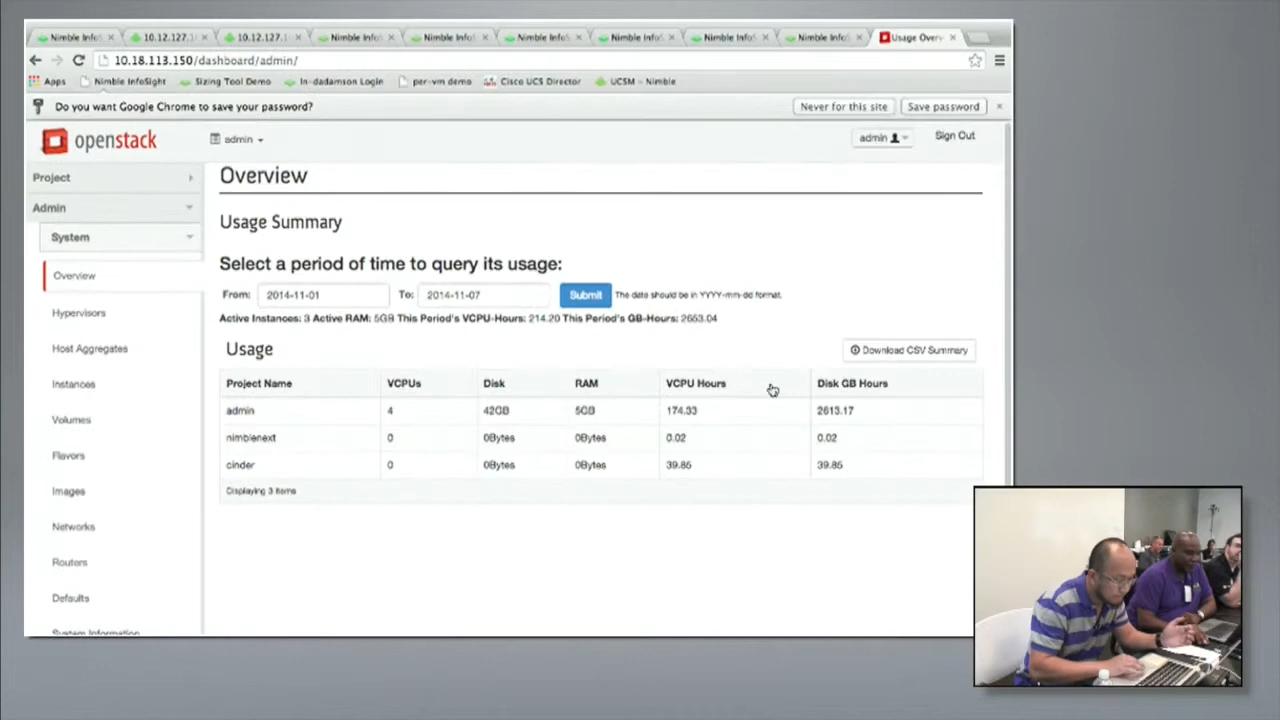 Nimble InfoS
10.12.127.1
10.12.127.
Nimble InfoS
Nimble InfoS
Nimble InfoS
Nimble InfoS
Nimble InfoS
Nimble InfoS
Usage Overv
10.18.113.150/dashboard/admin/
Apps
Nimble InfoSight
Sizing Tool Demo
In-dadamson Login
per-vm demo
Cisco UCS Director
UCSM - Nimble
Do you want Google Chrome to save your password?
Never for this site
Save password
openstack
admin
admin
Sign Out
Project
Admin
System
Overview
Hypervisors
Host Aggregates
Instances
Volumes
Flavors
Images
Networks
Routers
Defaults
System Information
Overview
Usage Summary
Select a period of time to query its usage:
From: 2014-11-01 To: 2014-11-07 Submit The date should be in YYYY-mm-dd format.
Active Instances: 3 Active RAM: 5GB This Period's VCPU-Hours: 214.20 This Period's GB-Hours: 2653.04
Usage
Download CSV Summary
Project Name VCPUs Disk RAM VCPU Hours Disk GB Hours
admin 4 42GB 5GB 174.33 2613.17
nimblenext 0 0Bytes 0Bytes 0.02 0.02
cinder 0 0Bytes 0Bytes 39.85 39.85
Displaying 3 items